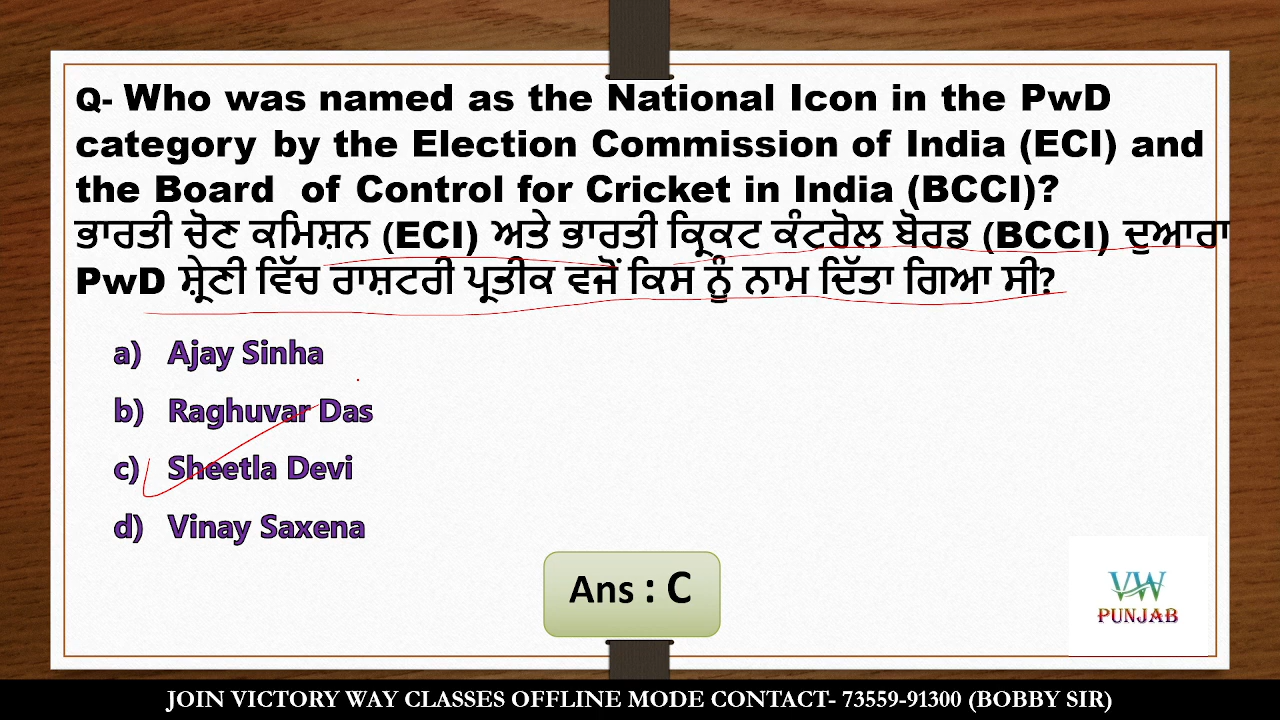 Q- Who was named as the National Icon in the PwD
category by the Election Commission of India (ECI) and
the Board of Control for Cricket in India (BCCI)?
ਭਾਰਤੀ ਚੋਣ ਕਮਿਸ਼ਨ (ECI) ਅਤੇ ਭਾਰਤੀ ਕ੍ਰਿਕਟ ਕੰਟਰੋਲ ਬੋਰਡ (BCCI) ਦੁਆਰਾ
PwD ਸ਼੍ਰੇਣੀ ਵਿੱਚ ਰਾਸ਼ਟਰੀ ਪ੍ਰਤੀਕ ਵਜੋਂ ਕਿਸ ਨੂੰ ਨਾਮ ਦਿੱਤਾ ਗਿਆ ਸੀ?
a) Ajay Sinha
b) Raghuvar Das
c) Sheetla Devi
d) Vinay Saxena
Ans : C
VW
PUNJAB
JOIN VICTORY WAY CLASSES OFFLINE MODE CONTACT- 73559-91300 (BOBBY SIR)